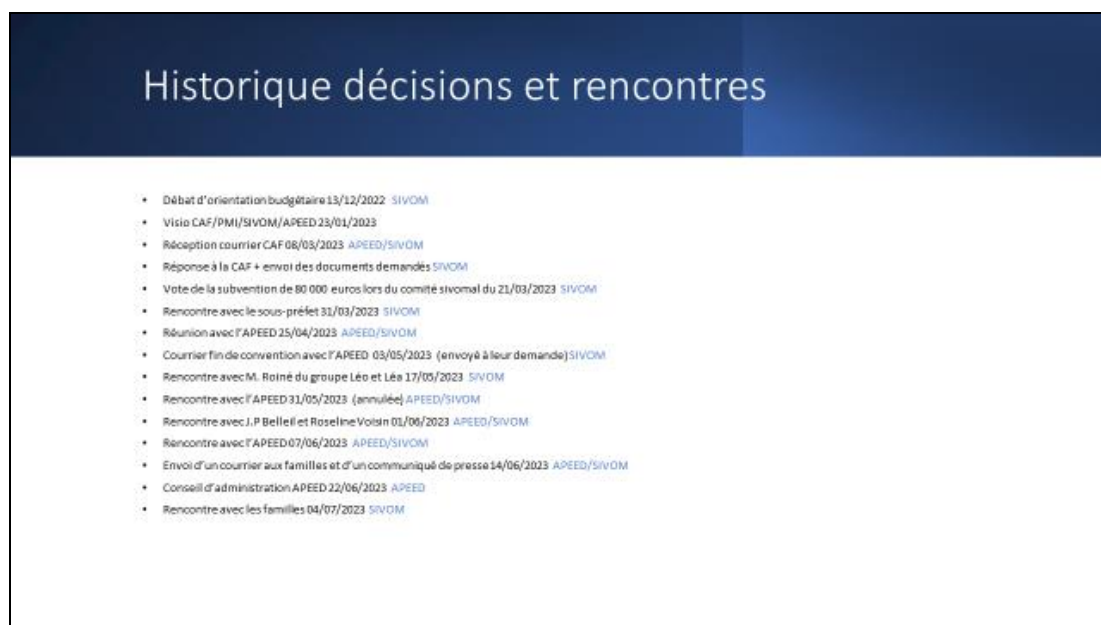 Historique décisions et rencontres
• Débat d'orientation budgétaire 13/12/2022 SIVOM
• Visio CAF/PMI/SIVOM/APEED 23/01/2023
• Réception courrier CAF 08/03/2023 APEED/SIVOM
• Réponse à la CAF + envoi des documents demandés SIVOM
• Vote de la subvention de 80 000 euros lors du comité sivomal du 21/03/2023 SIVOM
• Rencontre avec le sous-préfet 31/03/2023 SIVOM
• Réunion avec l'APEED 25/04/2023 APEED/SIVOM
• Courrier fin de convention avec l'APEED 03/05/2023 (envoyé à leur demande) SIVOM
• Rencontre avec M. Roiné du groupe Léo et Léa 17/05/2023 SIVOM
• Rencontre avec l'APEED 31/05/2023 (annulée) APEED/SIVOM
• Rencontre avec J.P Belleil et Roseline Voisin 01/06/2023 APEED/SIVOM
• Rencontre avec l'APEED 07/06/2023 APEED/SIVOM
• Envoi d'un courrier aux familles et d'un communiqué de presse 14/06/2023 APEED/SIVOM
• Conseil d'administration APEED 22/06/2023 APEED
• Rencontre avec les familles 04/07/2023 SIVOM